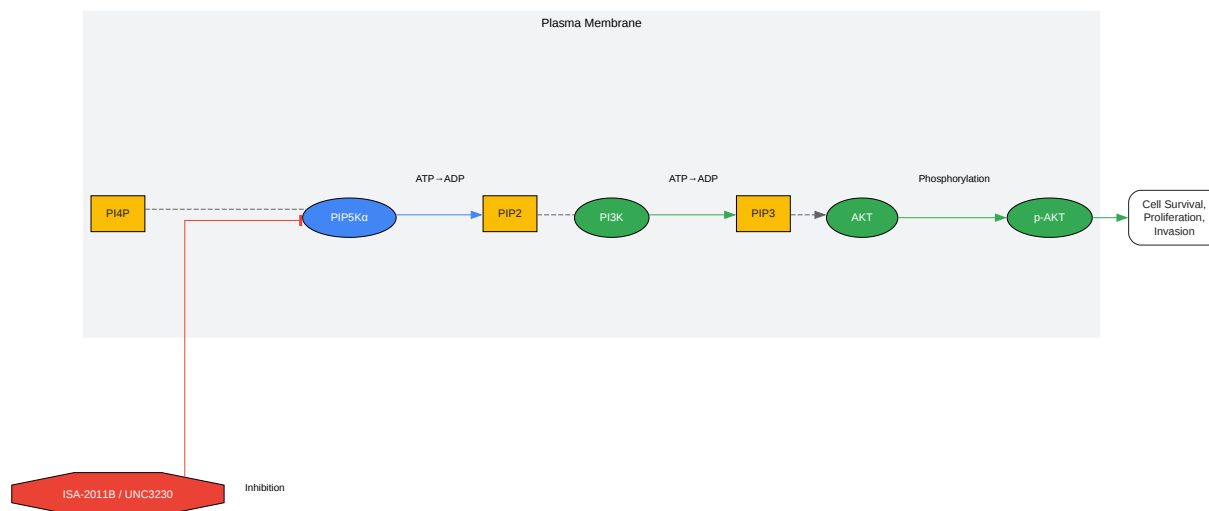 Plasma Membrane
ATP→ADP
ATP→ADP
Phosphorylation
PI4P
PIP5Kα
PIP2
PI3K
PIP3
AKT
p-AKT
Cell Survival,
Proliferation,
Invasion
ISA-2011B / UNC3230
Inhibition